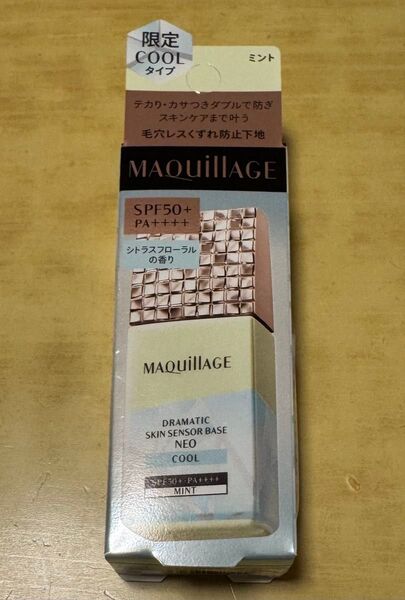 限定
COOL
タイプ
ミント
テカり・カサつきダブルで防ぎ
スキンケアまで叶う
毛穴レスくずれ防止下地
MAQuillAGE
SPF50+
PA++++
シトラスフローラル
の香り
MAQuillAGE
DRAMATIC
SKIN SENSOR BASE
NEO
COOL
SPF50+・PA++++
MINT